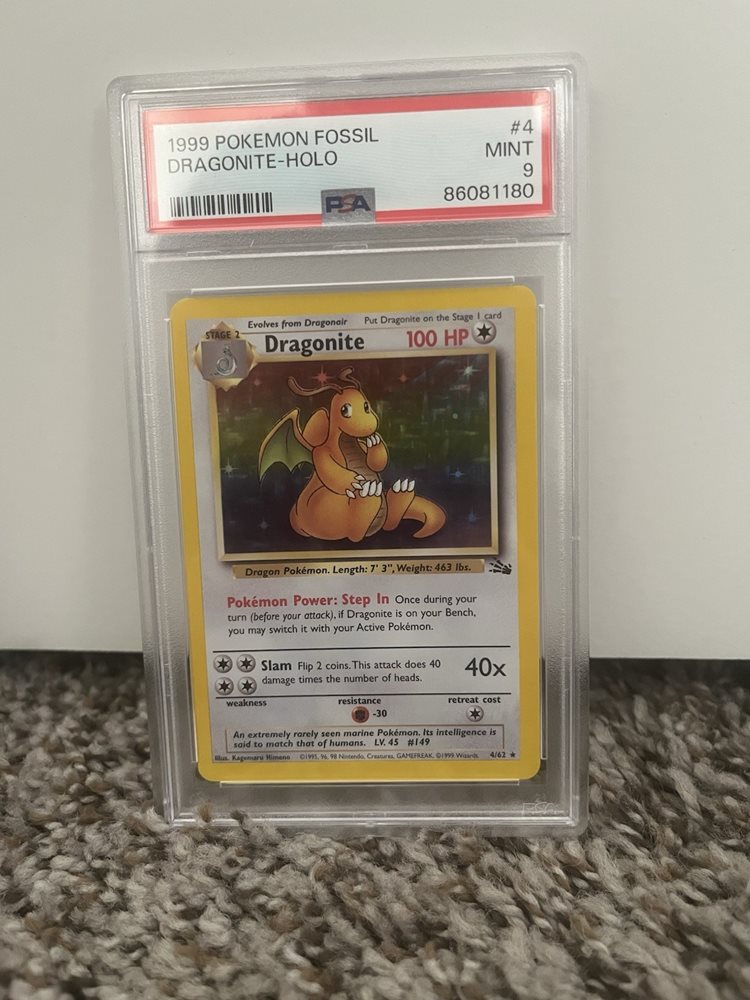 1999 POKEMON FOSSIL #4
DRAGONITE-HOLO MINT
9
PSA 86081180
Evolves from Dragonair Put Dragonite on the Stage 1 card
STAGE 2
Dragonite 100 HP
Dragon Pokémon. Length: 7' 3", Weight: 463 lbs.
Pokémon Power: Step In Once during your
turn (before your attack), if Dragonite is on your Bench,
you may switch it with your Active Pokémon.
Slam Flip 2 coins. This attack does 40
damage times the number of heads.
40x
weakness resistance retreat cost
-30
An extremely rarely seen marine Pokémon. Its intelligence is
said to match that of humans. LV. 45 #149
Illus. Kagemaru Himeno ©1995, 96, 98 Nintendo, Creatures, GAMEFREAK. ©1999 Wizards. 4/62 ★